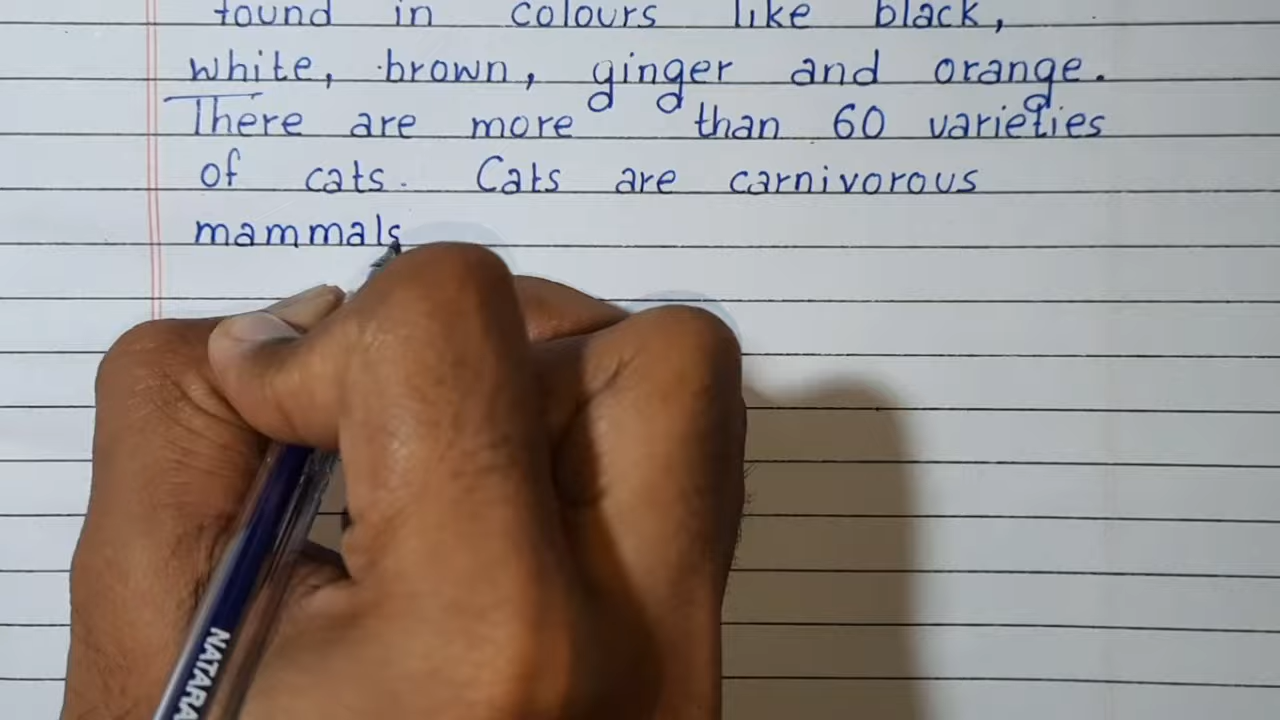 found in colours like black,
white, brown, ginger and orange.
There are more than 60 varieties
of cats. Cats are carnivorous
mammals
NATARA